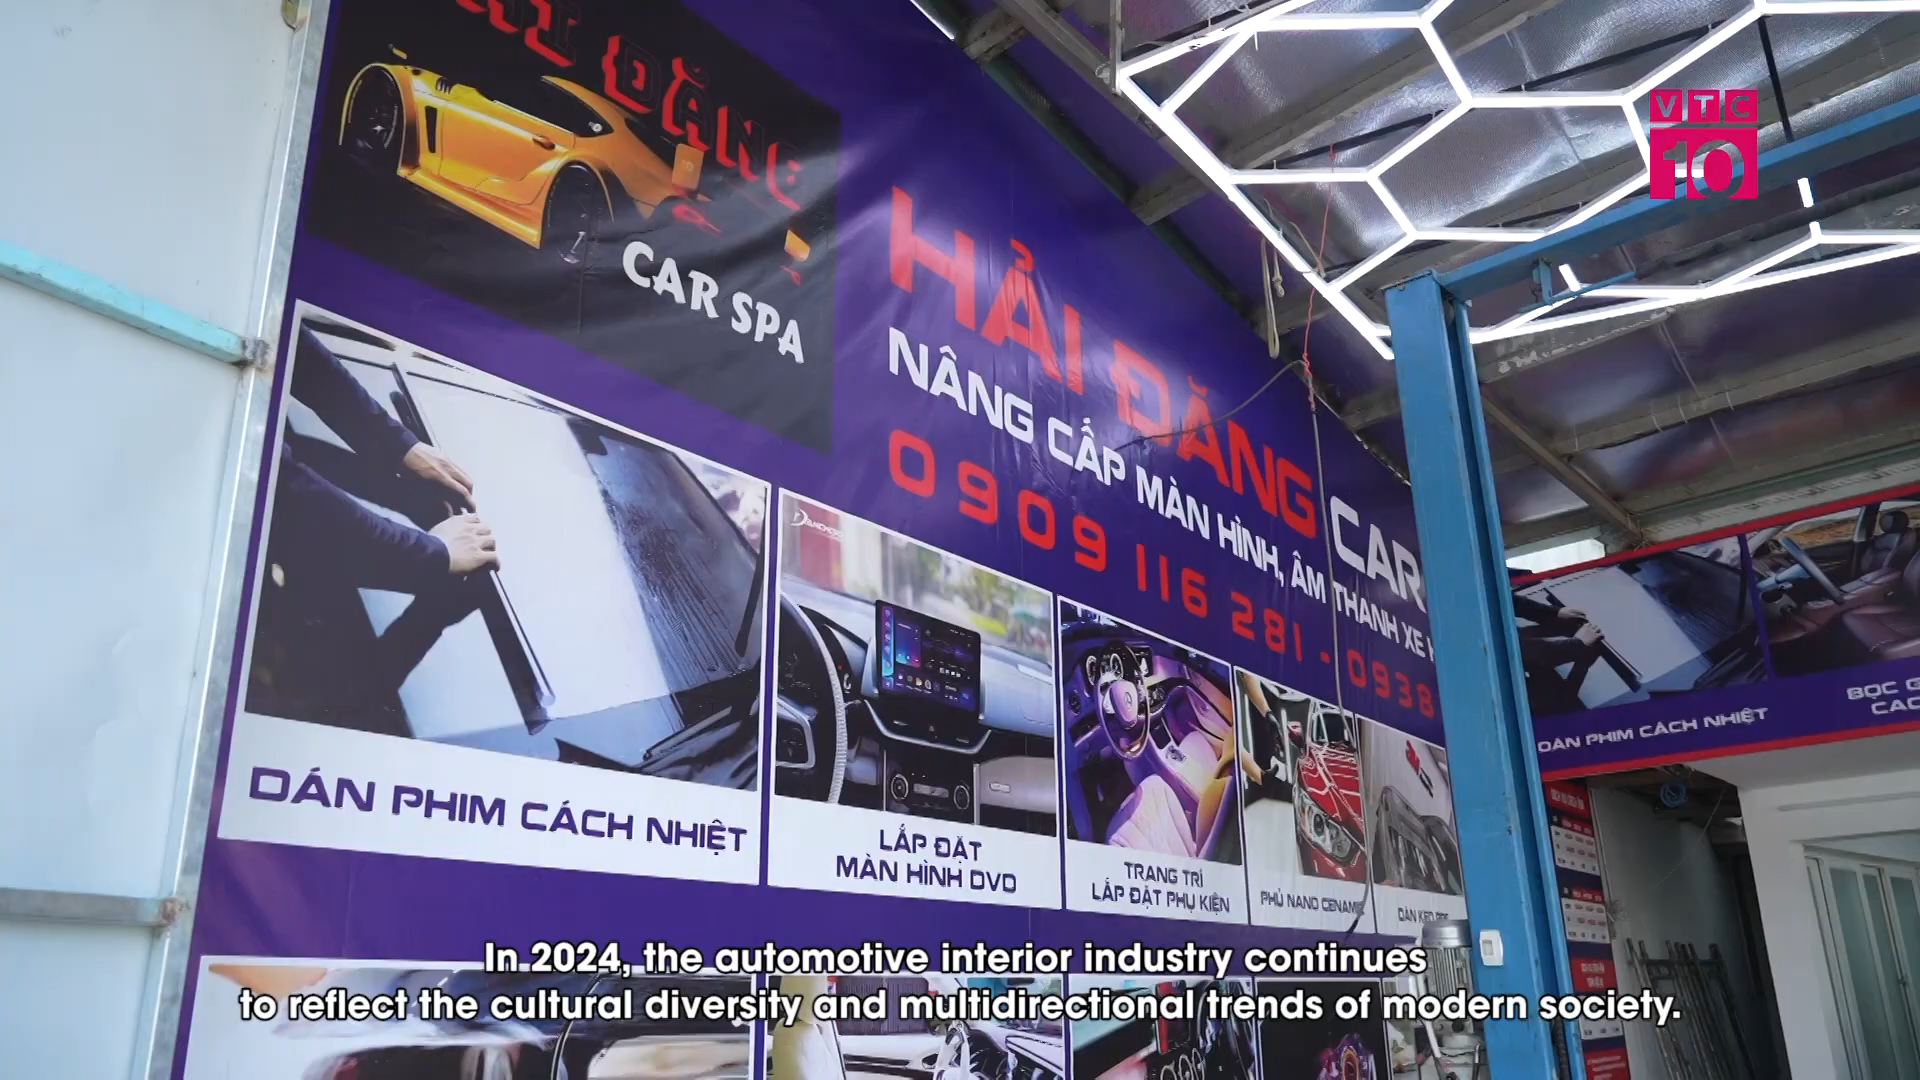 HẢI ĐĂNG
CAR SPA
VTC
10
HẢI ĐĂNG CAR
NÂNG CẤP MÀN HÌNH, ÂM THANH XE
0909 116 281 - 0938
DÁN PHIM CÁCH NHIỆT
LẮP ĐẶT
MÀN HÌNH DVD
TRANG TRÍ
LẮP ĐẶT PHỤ KIỆN
PHỦ NANO CERAMIC
DÁN KEO
DÁN PHIM CÁCH NHIỆT
BỌC
CAO
In 2024, the automotive interior industry continues
to reflect the cultural diversity and multidirectional trends of modern society.